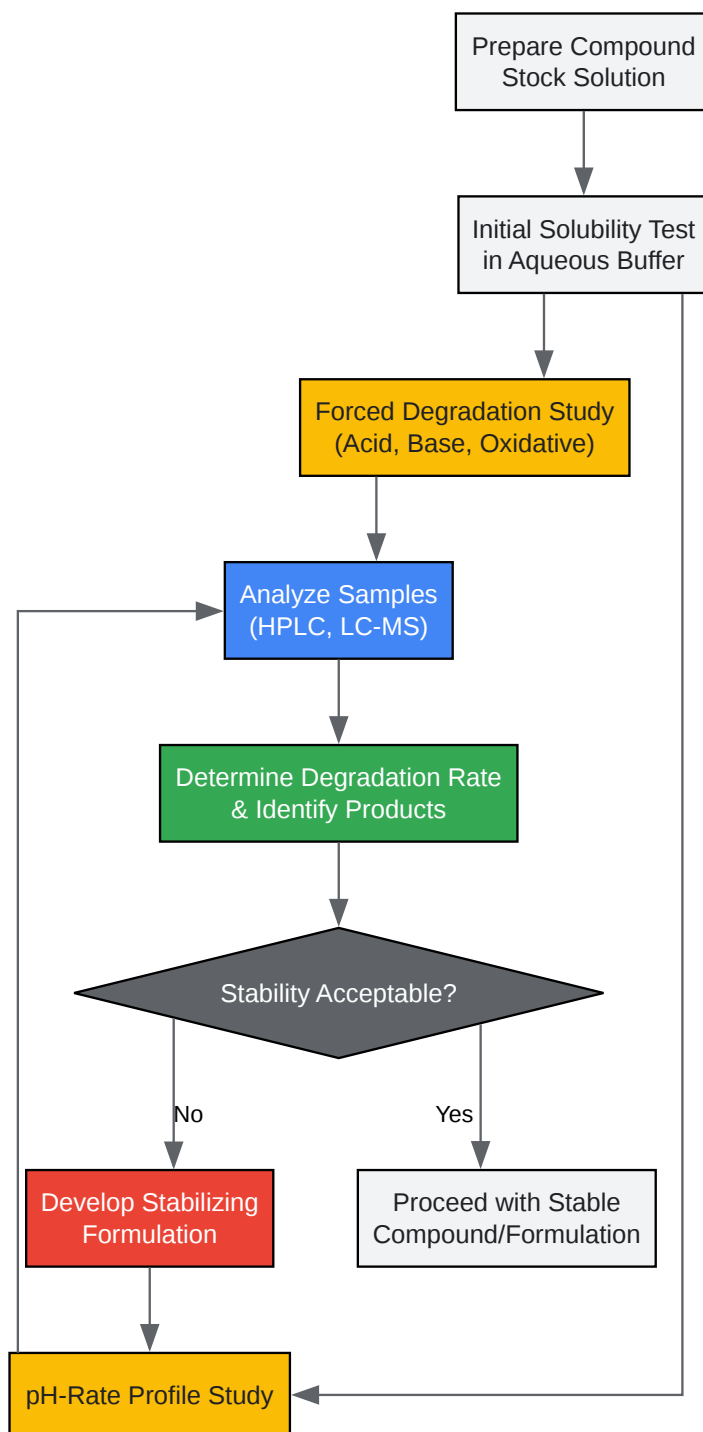 Prepare Compound
Stock Solution
Initial Solubility Test
in Aqueous Buffer
Forced Degradation Study
(Acid, Base, Oxidative)
Analyze Samples
(HPLC, LC-MS)
Determine Degradation Rate
& Identify Products
Stability Acceptable?
No
Yes
Develop Stabilizing
Formulation
Proceed with Stable
Compound/Formulation
pH-Rate Profile Study